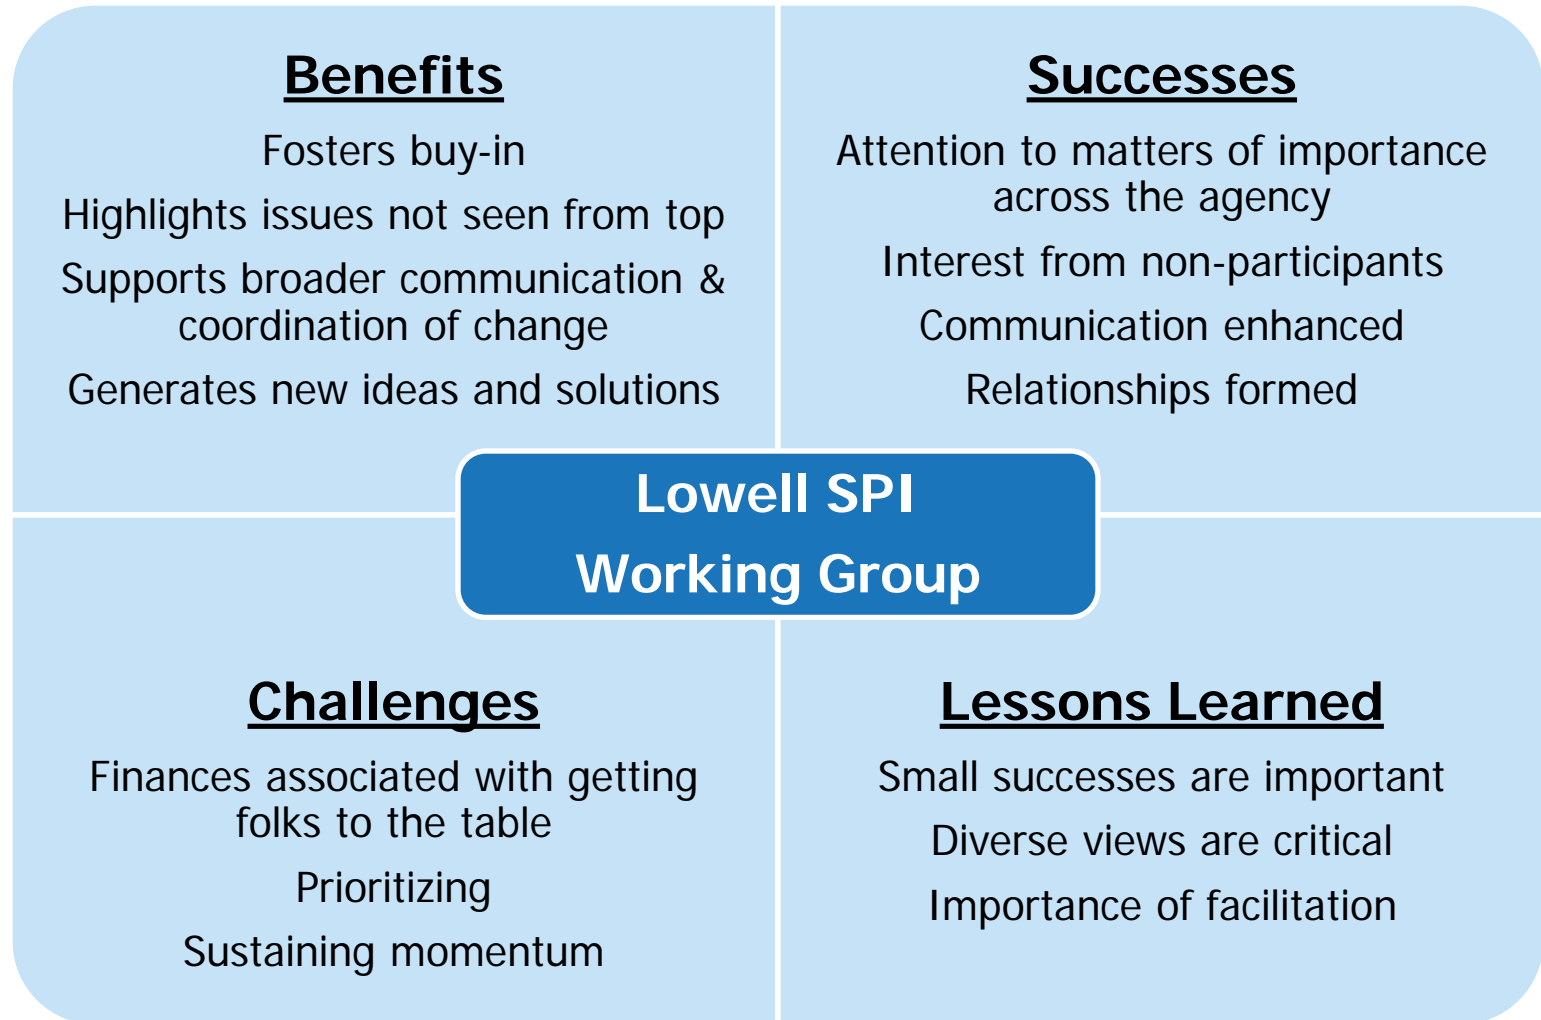 Benefits
Fosters buy-in
Highlights issues not seen from top
Supports broader communication &
coordination of change
Generates new ideas and solutions
Successes
Attention to matters of importance
across the agency
Interest from non-participants
Communication enhanced
Relationships formed
Lowell SPI
Working Group
Challenges
Finances associated with getting
folks to the table
Prioritizing
Sustaining momentum
Lessons Learned
Small successes are important
Diverse views are critical
Importance of facilitation